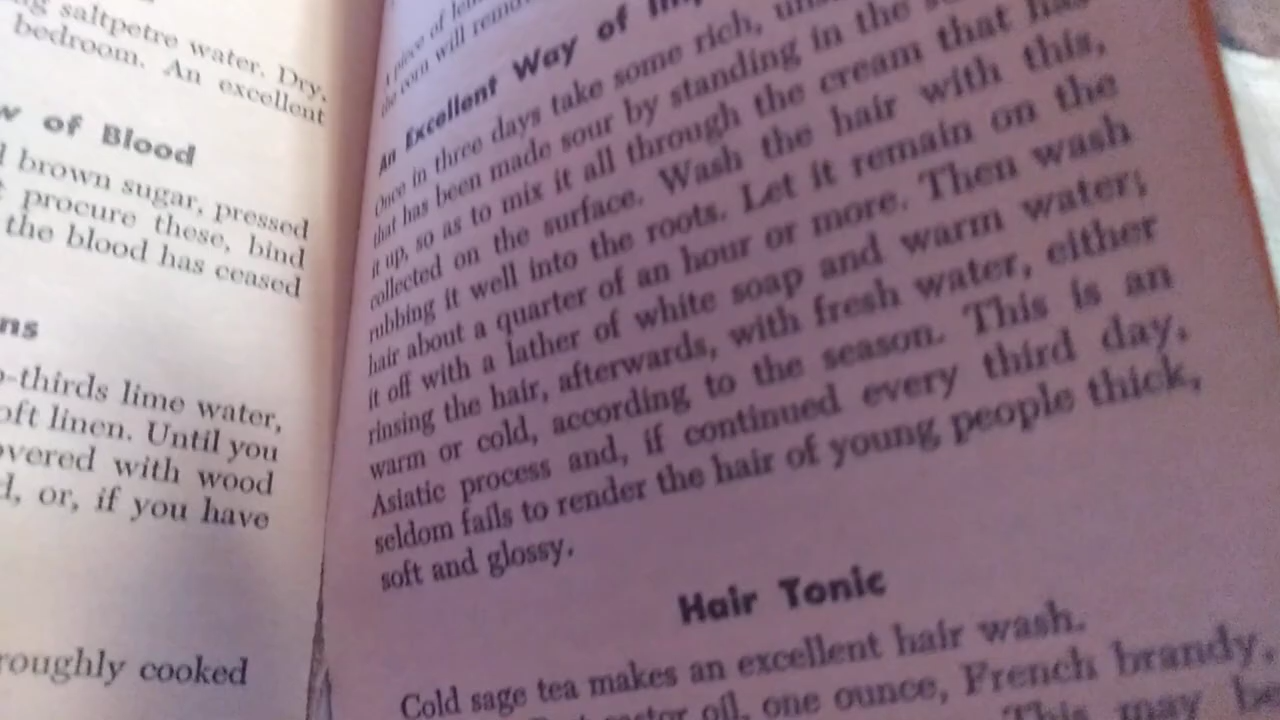 saltpetre water. Dry,
bedroom. An excellent
of Blood
brown sugar, pressed
procure these, bind
the blood has ceased
thirds lime water,
linen. Until you
with wood
or, if you have
cooked
piece of
corn will
An Excellent Way of
Once in three days take some rich,
that has been made sour by standing in the
it up, so as to mix it all through the cream that has
collected on the surface. Wash the hair with this,
rubbing it well into the roots. Let it remain on the
hair about a quarter of an hour or more. Then wash
it off with a lather of white soap and warm water;
rinsing the hair, afterwards, with fresh water, either
warm or cold, according to the season. This is an
Asiatic process and, if continued every third day,
seldom fails to render the hair of young people thick,
soft and glossy.
Hair Tonic
Cold sage tea makes an excellent hair wash.
oil, one ounce, French brandy,
This may be